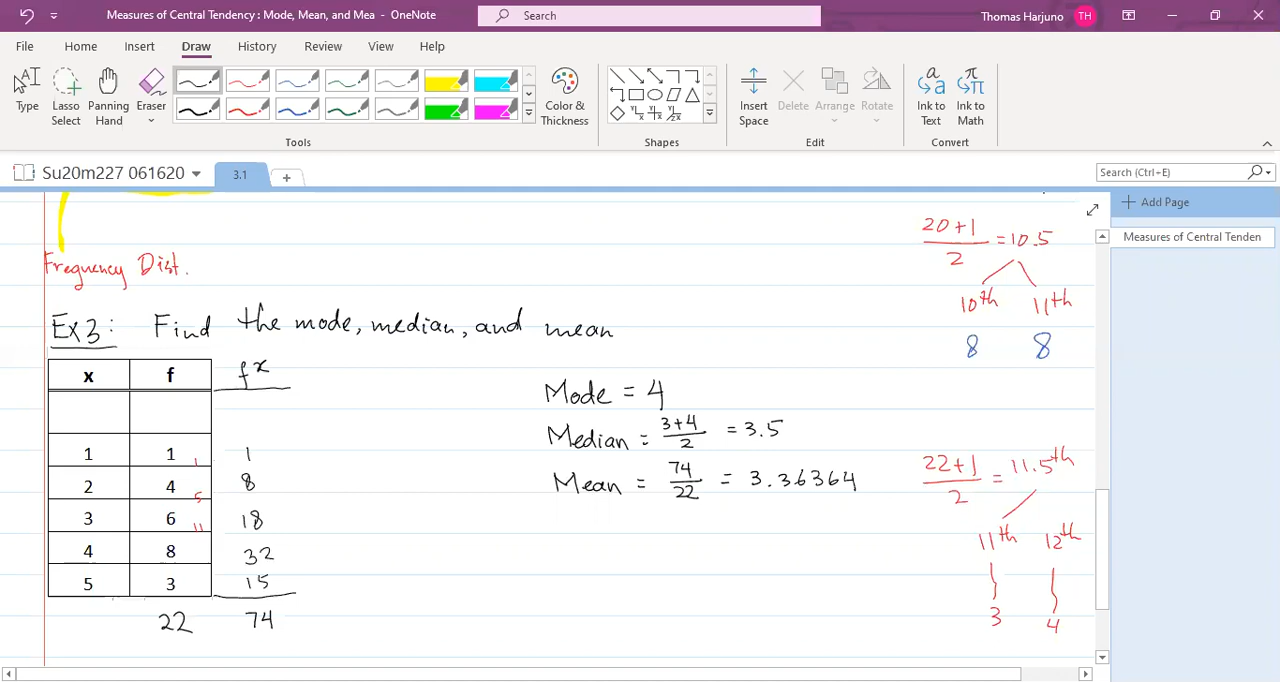 Measures of Central Tendency : Mode, Mean, and Mea - OneNote
Search
Thomas Harjuno
TH
File Home Insert Draw History Review View Help
Type
Lasso Select
Panning Hand
Eraser
Color & Thickness
Insert Space
Delete
Arrange
Rotate
Ink to Text
Ink to Math
Tools
Shapes
Edit
Convert
Su20m227 061620
3.1
Search (Ctrl+E)
Add Page
Measures of Central Tenden
20+1/2 = 10.5
10th 11th
8 8
Frequency Dist.
Ex3: Find the mode, median, and mean
x f fx
1 1 1 1
2 4 5 8
3 6 11 18
4 8 32
5 3 15
22 74
Mode = 4
Median = 3+4/2 = 3.5
Mean = 74/22 = 3.36364
22+1/2 = 11.5th
11th 12th
3 4